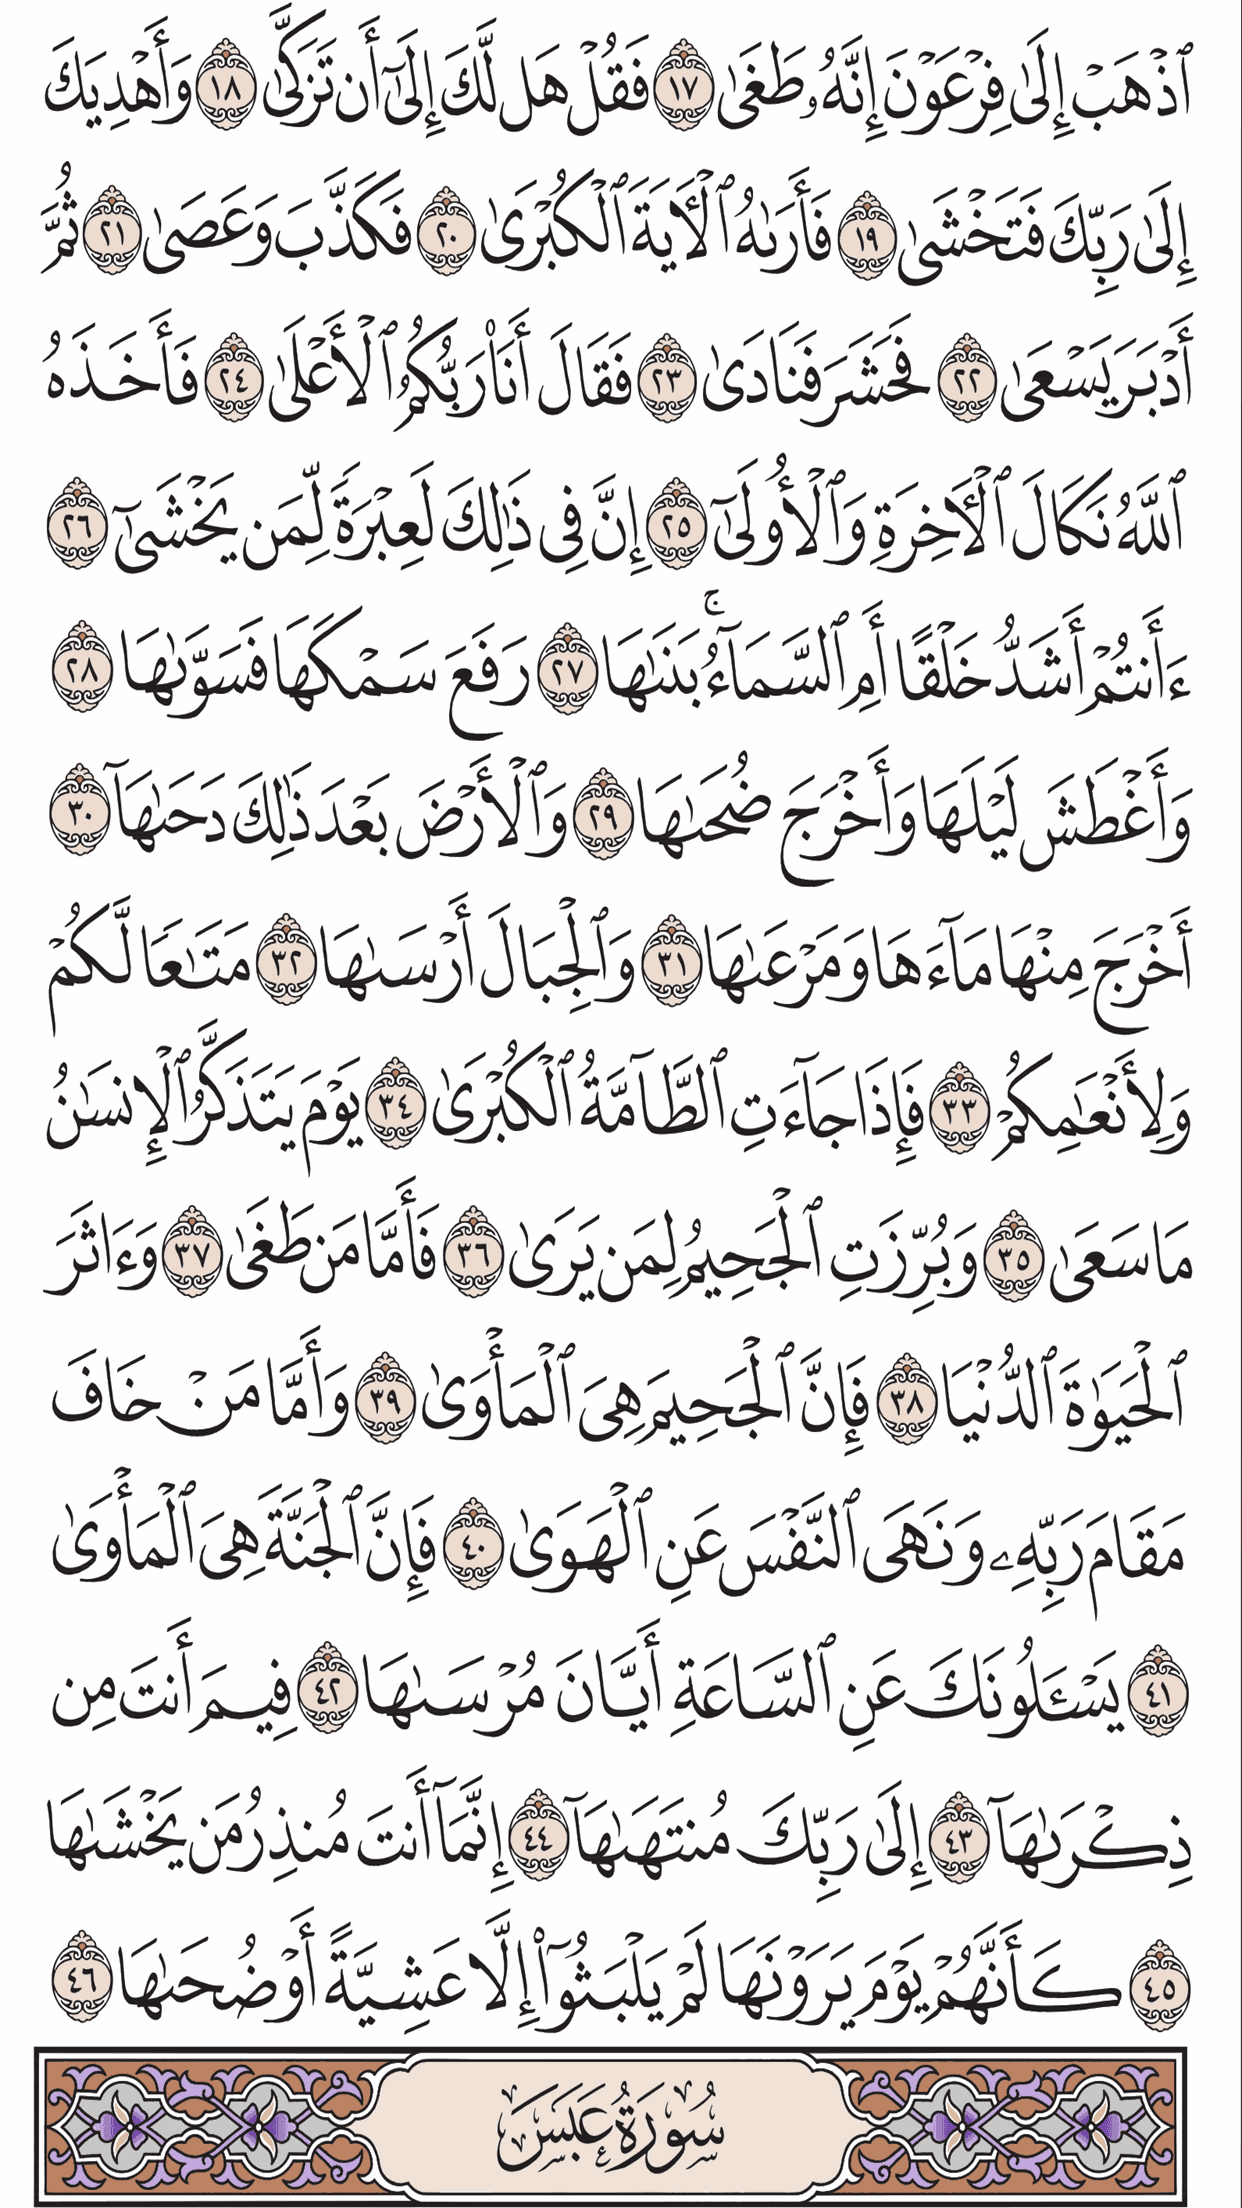 ٱذْهَبْ إِلَىٰ فِرْعَوْنَ إِنَّهُۥ طَغَىٰ ١٧ فَقُلْ هَل لَّكَ إِلَىٰٓ أَن تَزَكَّىٰ ١٨ وَأَهْدِيَكَ
إِلَىٰ رَبِّكَ فَتَخْشَىٰ ١٩ فَأَرَىٰهُ ٱلْأٓيَةَ ٱلْكُبْرَىٰ ٢٠ فَكَذَّبَ وَعَصَىٰ ٢١ ثُمَّ
أَدْبَرَ يَسْعَىٰ ٢٢ فَحَشَرَ فَنَادَىٰ ٢٣ فَقَالَ أَنَا۠ رَبُّكُمُ ٱلْأَعْلَىٰ ٢٤ فَأَخَذَهُ
ٱللَّهُ نَكَالَ ٱلْأٓخِرَةِ وَٱلْأُولَىٰٓ ٢٥ إِنَّ فِى ذَٰلِكَ لَعِبْرَةً لِّمَن يَخْشَىٰٓ ٢٦
ءَأَنتُمْ أَشَدُّ خَلْقًا أَمِ ٱلسَّمَآءُ ۚ بَنَىٰهَا ٢٧ رَفَعَ سَمْكَهَا فَسَوَّىٰهَا ٢٨
وَأَغْطَشَ لَيْلَهَا وَأَخْرَجَ ضُحَىٰهَا ٢٩ وَٱلْأَرْضَ بَعْدَ ذَٰلِكَ دَحَىٰهَآ ٣٠
أَخْرَجَ مِنْهَا مَآءَهَا وَمَرْعَىٰهَا ٣١ وَٱلْجِبَالَ أَرْسَىٰهَا ٣٢ مَتَٰعًا لَّكُمْ
وَلِأَنْعَٰمِكُمْ ٣٣ فَإِذَا جَآءَتِ ٱلطَّآمَّةُ ٱلْكُبْرَىٰ ٣٤ يَوْمَ يَتَذَكَّرُ ٱلْإِنسَٰنُ
مَا سَعَىٰ ٣٥ وَبُرِّزَتِ ٱلْجَحِيمُ لِمَن يَرَىٰ ٣٦ فَأَمَّا مَن طَغَىٰ ٣٧ وَءَاثَرَ
ٱلْحَيَوٰةَ ٱلدُّنْيَا ٣٨ فَإِنَّ ٱلْجَحِيمَ هِىَ ٱلْمَأْوَىٰ ٣٩ وَأَمَّا مَنْ خَافَ
مَقَامَ رَبِّهِۦ وَنَهَى ٱلنَّفْسَ عَنِ ٱلْهَوَىٰ ٤٠ فَإِنَّ ٱلْجَنَّةَ هِىَ ٱلْمَأْوَىٰ
٤١ يَسْـَٔلُونَكَ عَنِ ٱلسَّاعَةِ أَيَّانَ مُرْسَىٰهَا ٤٢ فِيمَ أَنتَ مِن
ذِكْرَىٰهَآ ٤٣ إِلَىٰ رَبِّكَ مُنتَهَىٰهَآ ٤٤ إِنَّمَآ أَنتَ مُنذِرُ مَن يَخْشَىٰهَا
٤٥ كَأَنَّهُمْ يَوْمَ يَرَوْنَهَا لَمْ يَلْبَثُوٓا۟ إِلَّا عَشِيَّةً أَوْ ضُحَىٰهَا ٤٦
سُورَةُ عَبَسَ